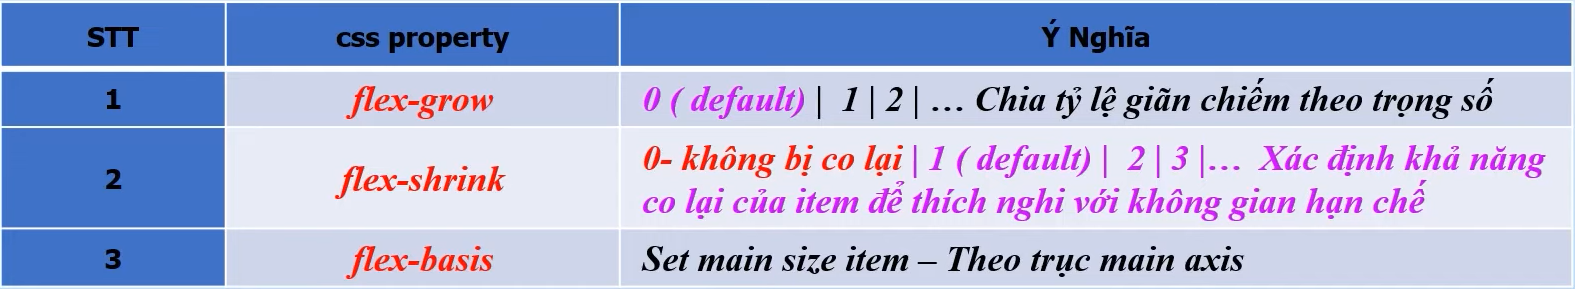 STT css property Ý Nghĩa
1 flex-grow 0 ( default) | 1 | 2 | … Chia tỷ lệ giãn chiếm theo trọng số
2 flex-shrink 0- không bị co lại | 1 ( default) | 2 | 3 |… Xác định khả năng
co lại của item để thích nghi với không gian hạn chế
3 flex-basis Set main size item – Theo trục main axis